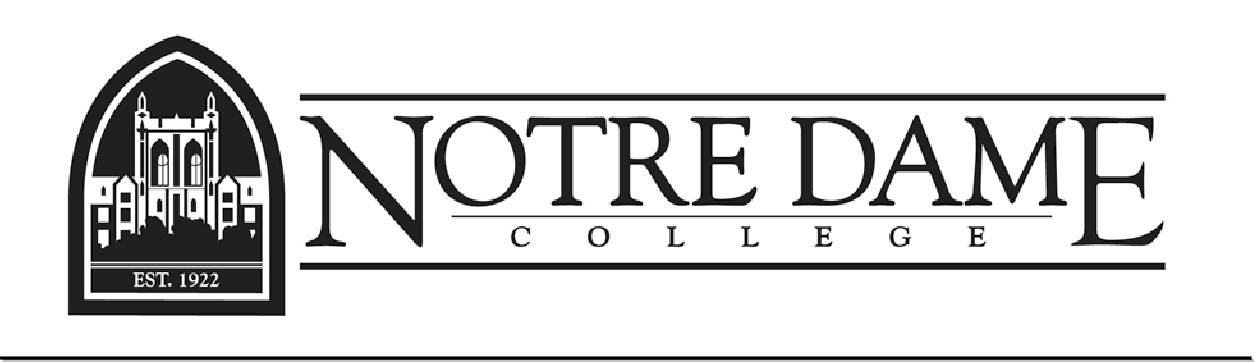 EST. 1922
NOTRE DAME
COLLEGE